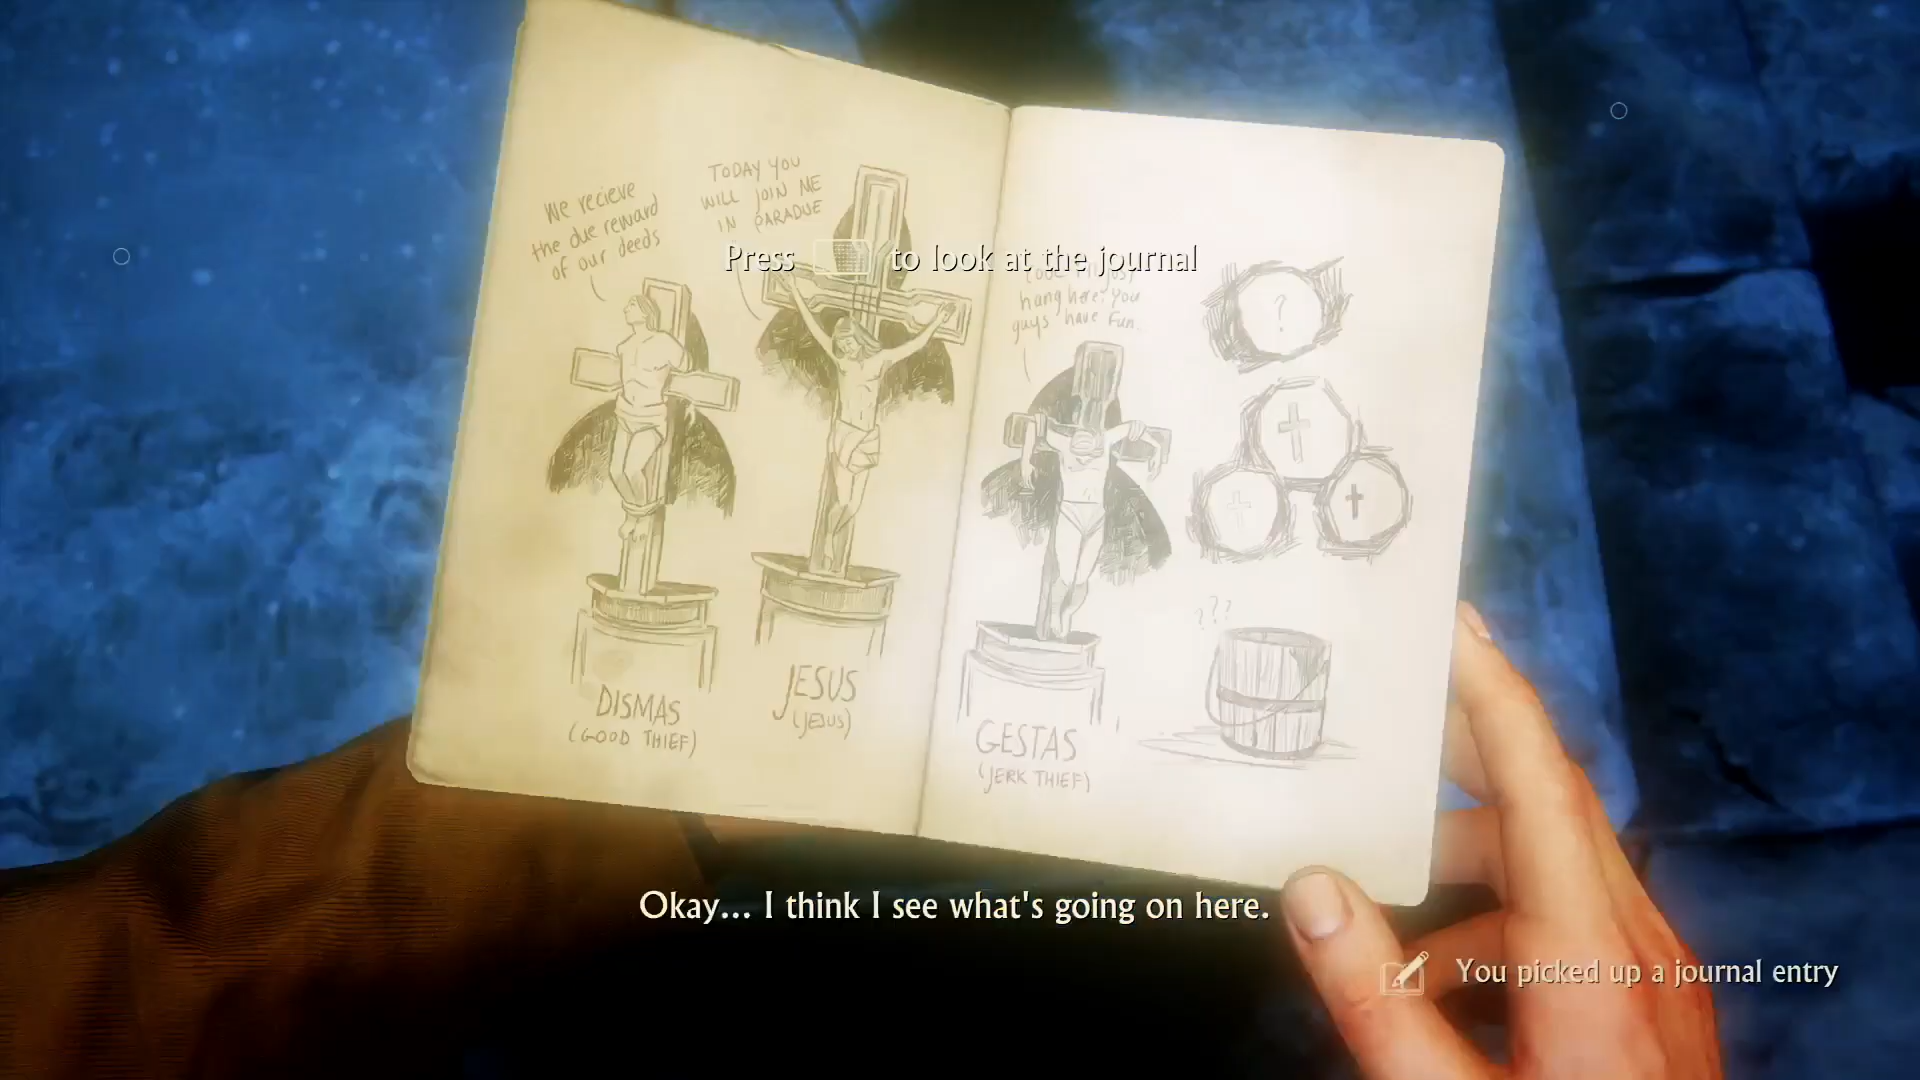 We recieve
the due reward
of our deeds
TODAY YOU
WILL JOIN ME
IN PARADISE
Press to look at the journal
hang here. You
guys have fun.
?
???
DISMAS
(GOOD THIEF)
JESUS
(JESUS)
GESTAS
(JERK THIEF)
Okay... I think I see what's going on here.
You picked up a journal entry